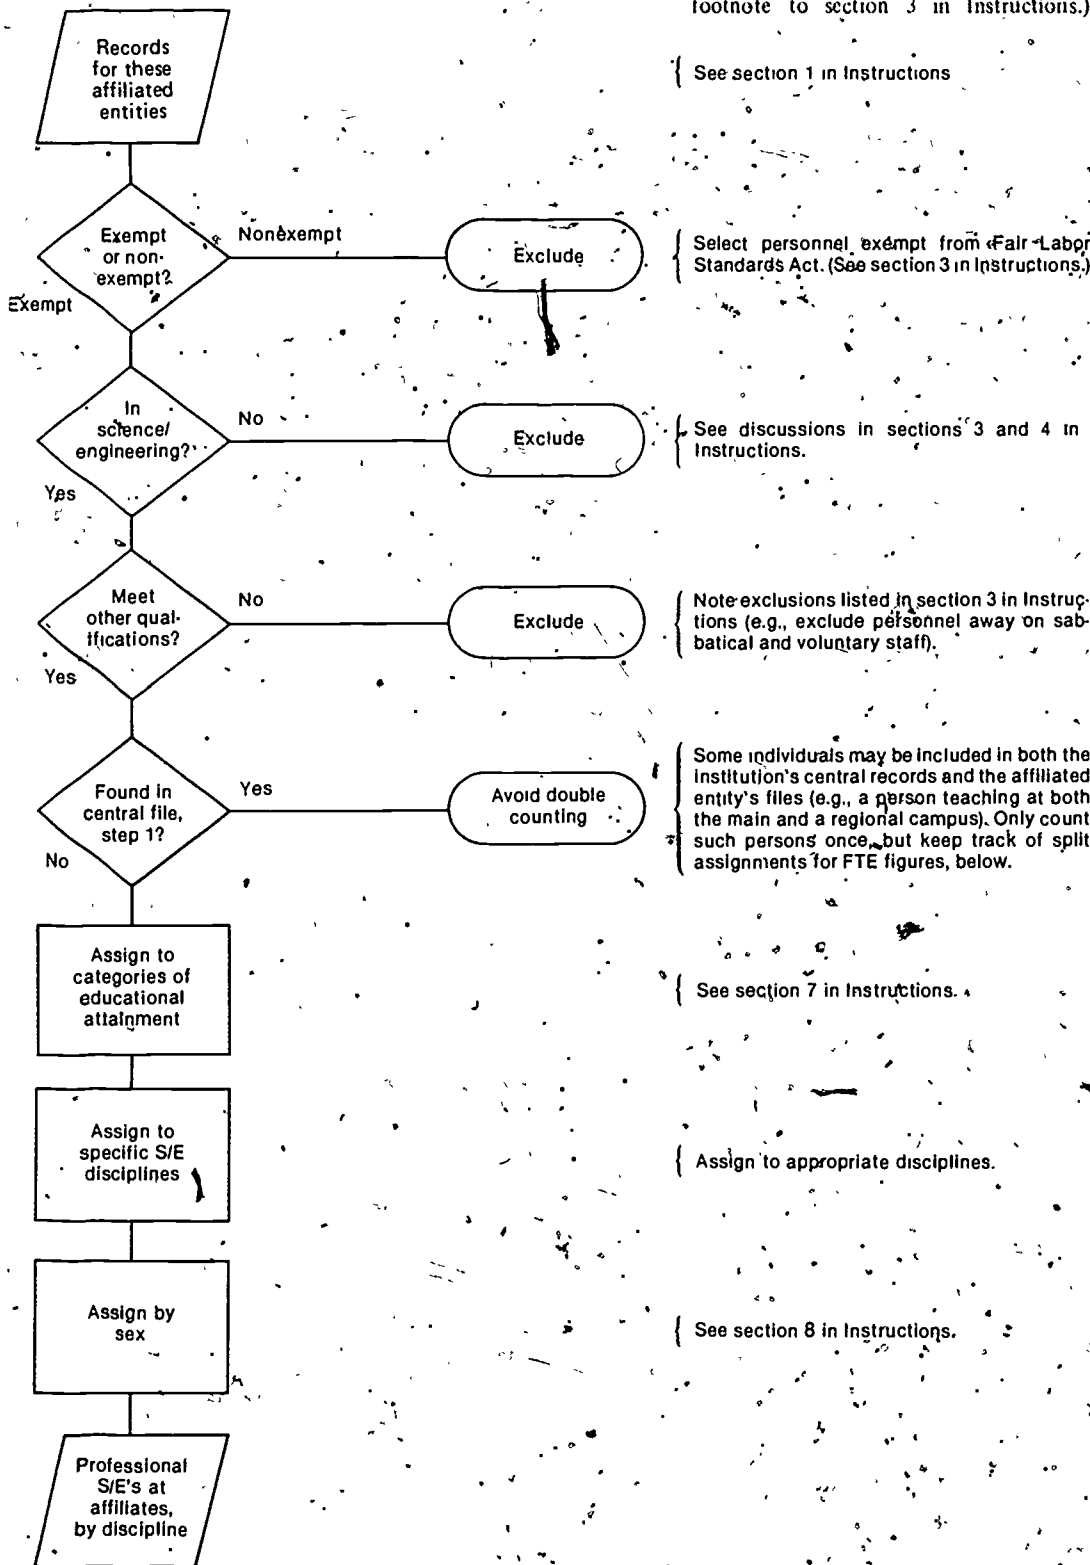 footnote to section 3 in Instructions.)
Records
for these
affiliated
entities
See section 1 in Instructions
Exempt
or non-
exempt?
Nonexempt
Exempt
Exclude
Select personnel exempt from Fair Labor
Standards Act. (See section 3 in Instructions.)
In
science/
engineering?
No
Yes
Exclude
See discussions in sections 3 and 4 in
Instructions.
Meet
other qual-
ifications?
No
Yes
Exclude
Note exclusions listed in section 3 in Instruc-
tions (e.g., exclude personnel away on sab-
batical and voluntary staff).
Found in
central file,
step 1?
Yes
No
Avoid double
counting
Some individuals may be included in both the
institution's central records and the affiliated
entity's files (e.g., a person teaching at both
the main and a regional campus). Only count
such persons once, but keep track of split
assignments for FTE figures, below.
Assign to
categories of
educational
attainment
See section 7 in Instructions.
Assign to
specific S/E
disciplines
Assign to appropriate disciplines.
Assign by
sex
See section 8 in Instructions.
Professional
S/E's at
affiliates,
by discipline